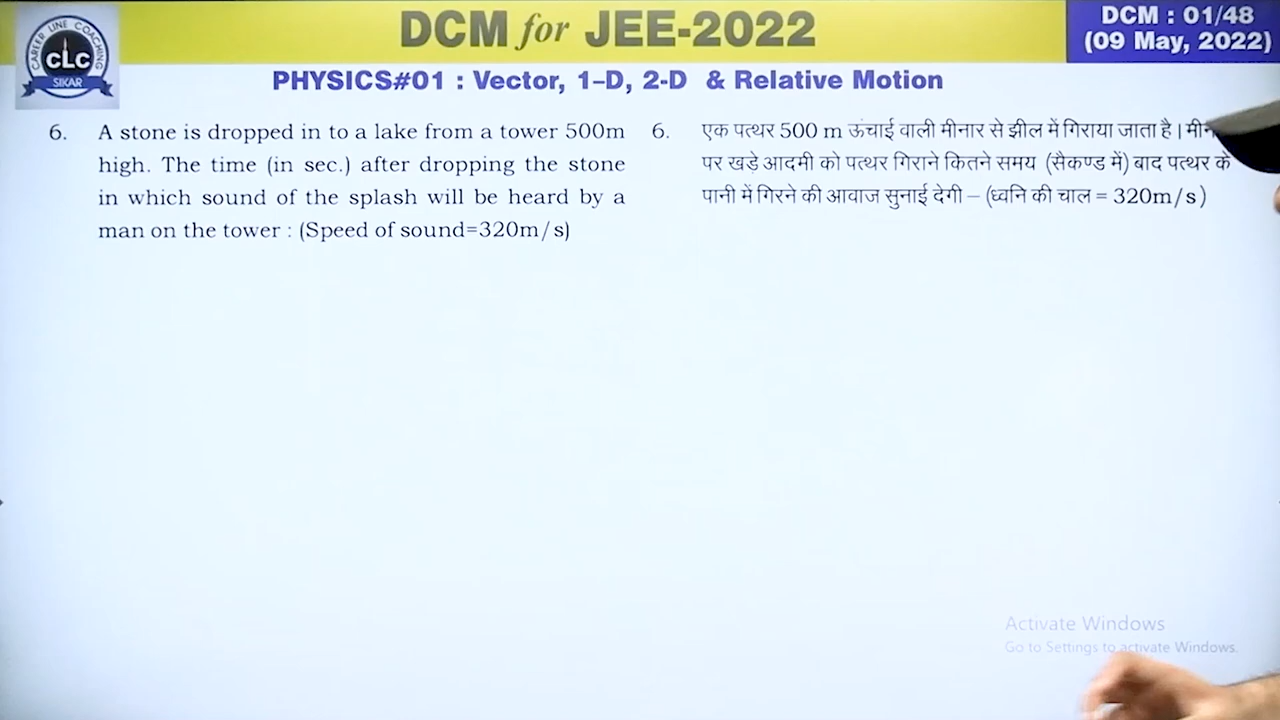 DCM for JEE-2022
DCM : 01/48
(09 May, 2022)
CAREER LINE COACHING
CLC
SIKAR
PHYSICS#01 : Vector, 1–D, 2-D & Relative Motion
6. A stone is dropped in to a lake from a tower 500m
high. The time (in sec.) after dropping the stone
in which sound of the splash will be heard by a
man on the tower : (Speed of sound=320m/s)
6. एक पत्थर 500 m ऊंचाई वाली मीनार से झील में गिराया जाता है।
पर खड़े आदमी को पत्थर गिराने कितने समय (सैकण्ड में) बाद पत्थर के
पानी में गिरने की आवाज सुनाई देगी – (ध्वनि की चाल = 320m/s)
Activate Windows
Go to Settings to activate Windows.